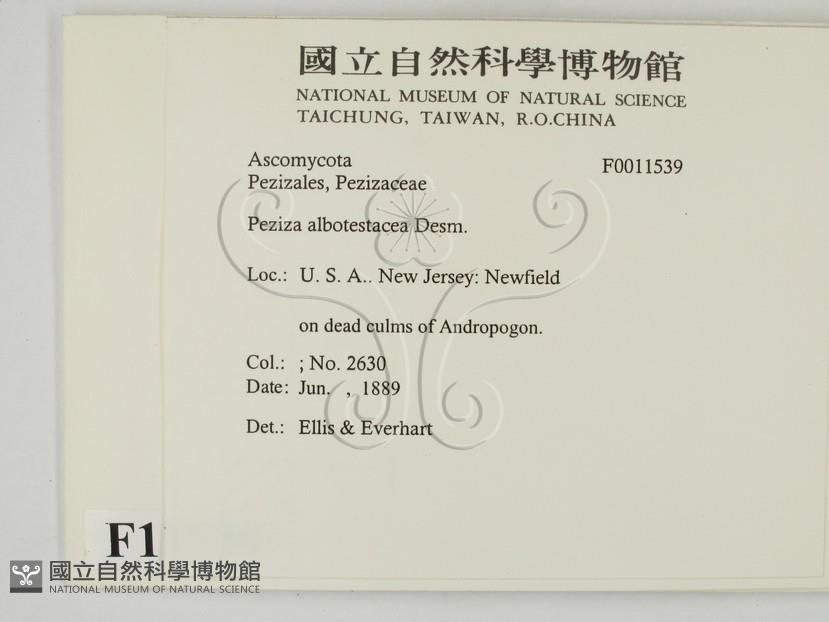 國立自然科學博物館
NATIONAL MUSEUM OF NATURAL SCIENCE
TAICHUNG, TAIWAN, R.O.CHINA
Ascomycota F0011539
Pezizales, Pezizaceae
Peziza albotestacea Desm.
Loc.: U. S. A.. New Jersey: Newfield
on dead culms of Andropogon.
Col.: ; No. 2630
Date: Jun. , 1889
Det.: Ellis & Everhart
F1
國立自然科學博物館
NATIONAL MUSEUM OF NATURAL SCIENCE